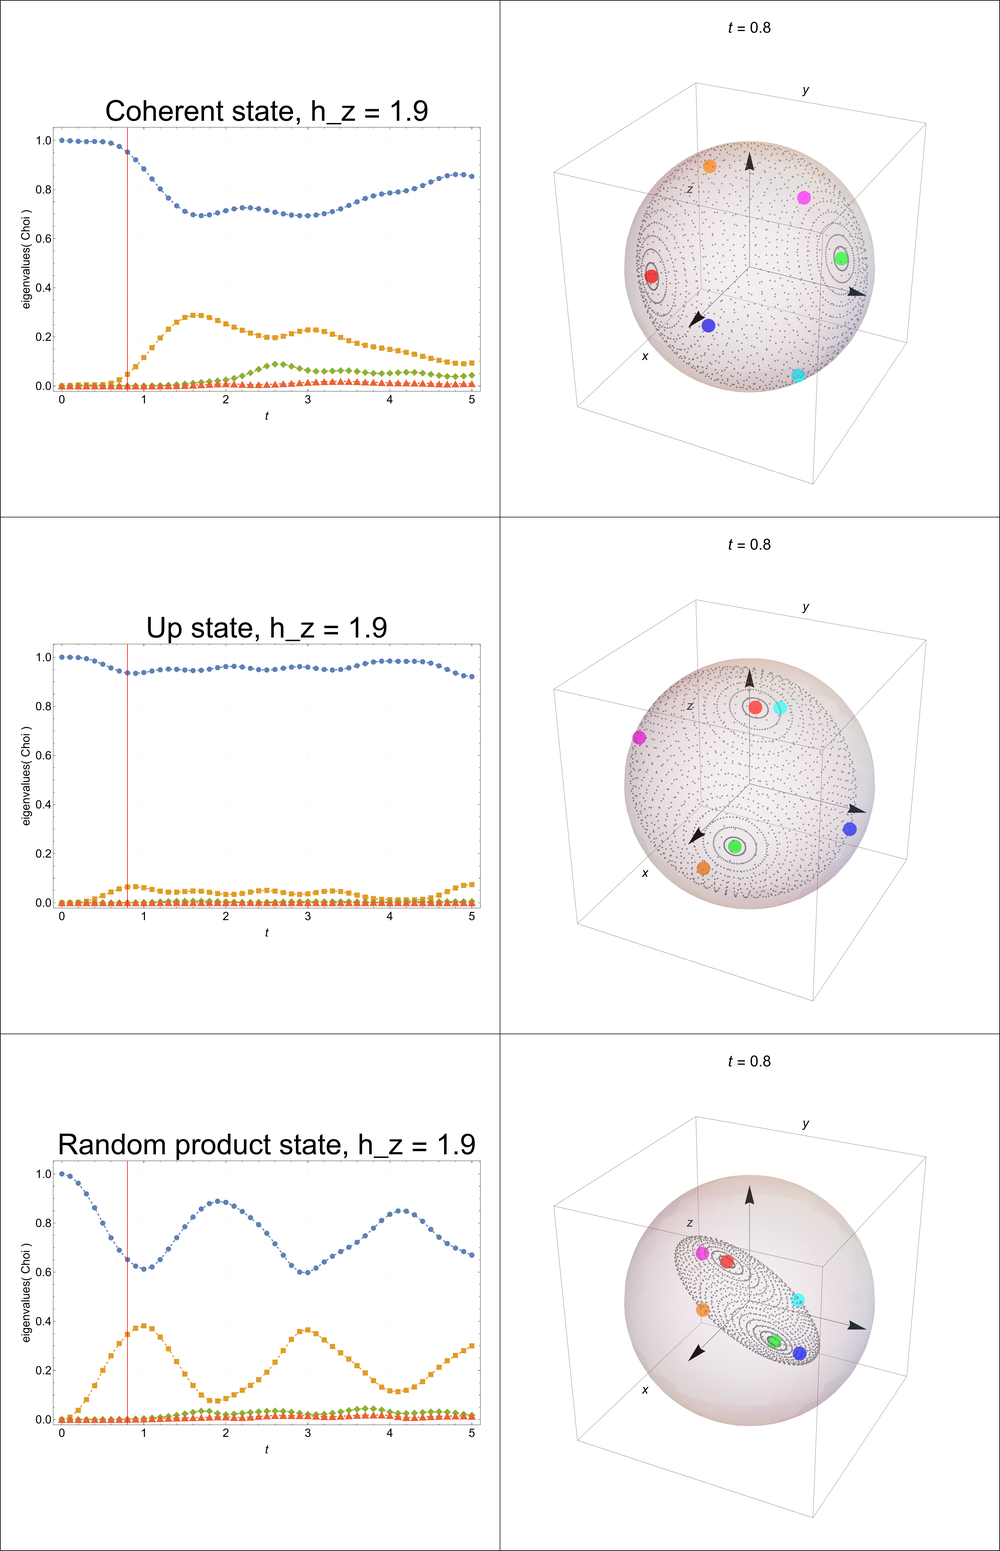 Coherent state, h_z = 1.9
eigenvalues( Choi )
1.0
0.8
0.6
0.4
0.2
0.0
0 1 2 3 4 5
t
t = 0.8
y
z
x
Up state, h_z = 1.9
eigenvalues( Choi )
1.0
0.8
0.6
0.4
0.2
0.0
0 1 2 3 4 5
t
t = 0.8
y
z
x
Random product state, h_z = 1.9
eigenvalues( Choi )
1.0
0.8
0.6
0.4
0.2
0.0
0 1 2 3 4 5
t
t = 0.8
y
z
x